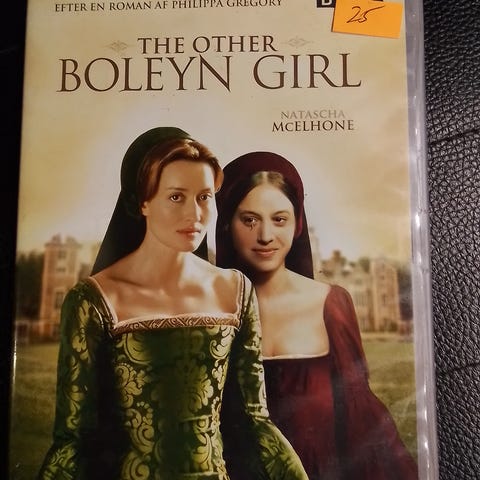 EFTER EN ROMAN AF PHILIPPA GREGORY
25
THE OTHER
BOLEYN GIRL
NATASCHA
McELHONE